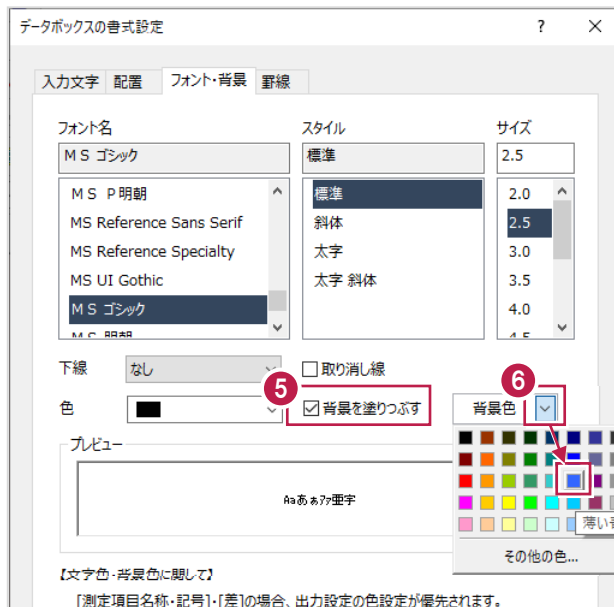 データボックスの書式設定 ? ×
入力文字 配置 フォント・背景 罫線
フォント名 スタイル サイズ
ＭＳ ゴシック 標準 2.5
ＭＳ Ｐ明朝 標準 2.0
MS Reference Sans Serif 斜体 2.5
MS Reference Specialty 太字 3.0
MS UI Gothic 太字 斜体 3.5
ＭＳ ゴシック 4.0
ＭＳ 明朝 4.5
下線 なし 取り消し線
5 6
色 背景を塗りつぶす 背景色
プレビュー
Aaあぁアァ亜宇
薄い
その他の色...
【文字色・背景色に関して】
[測定項目名称・記号]・[差]の場合、出力設定の色設定が優先されます。